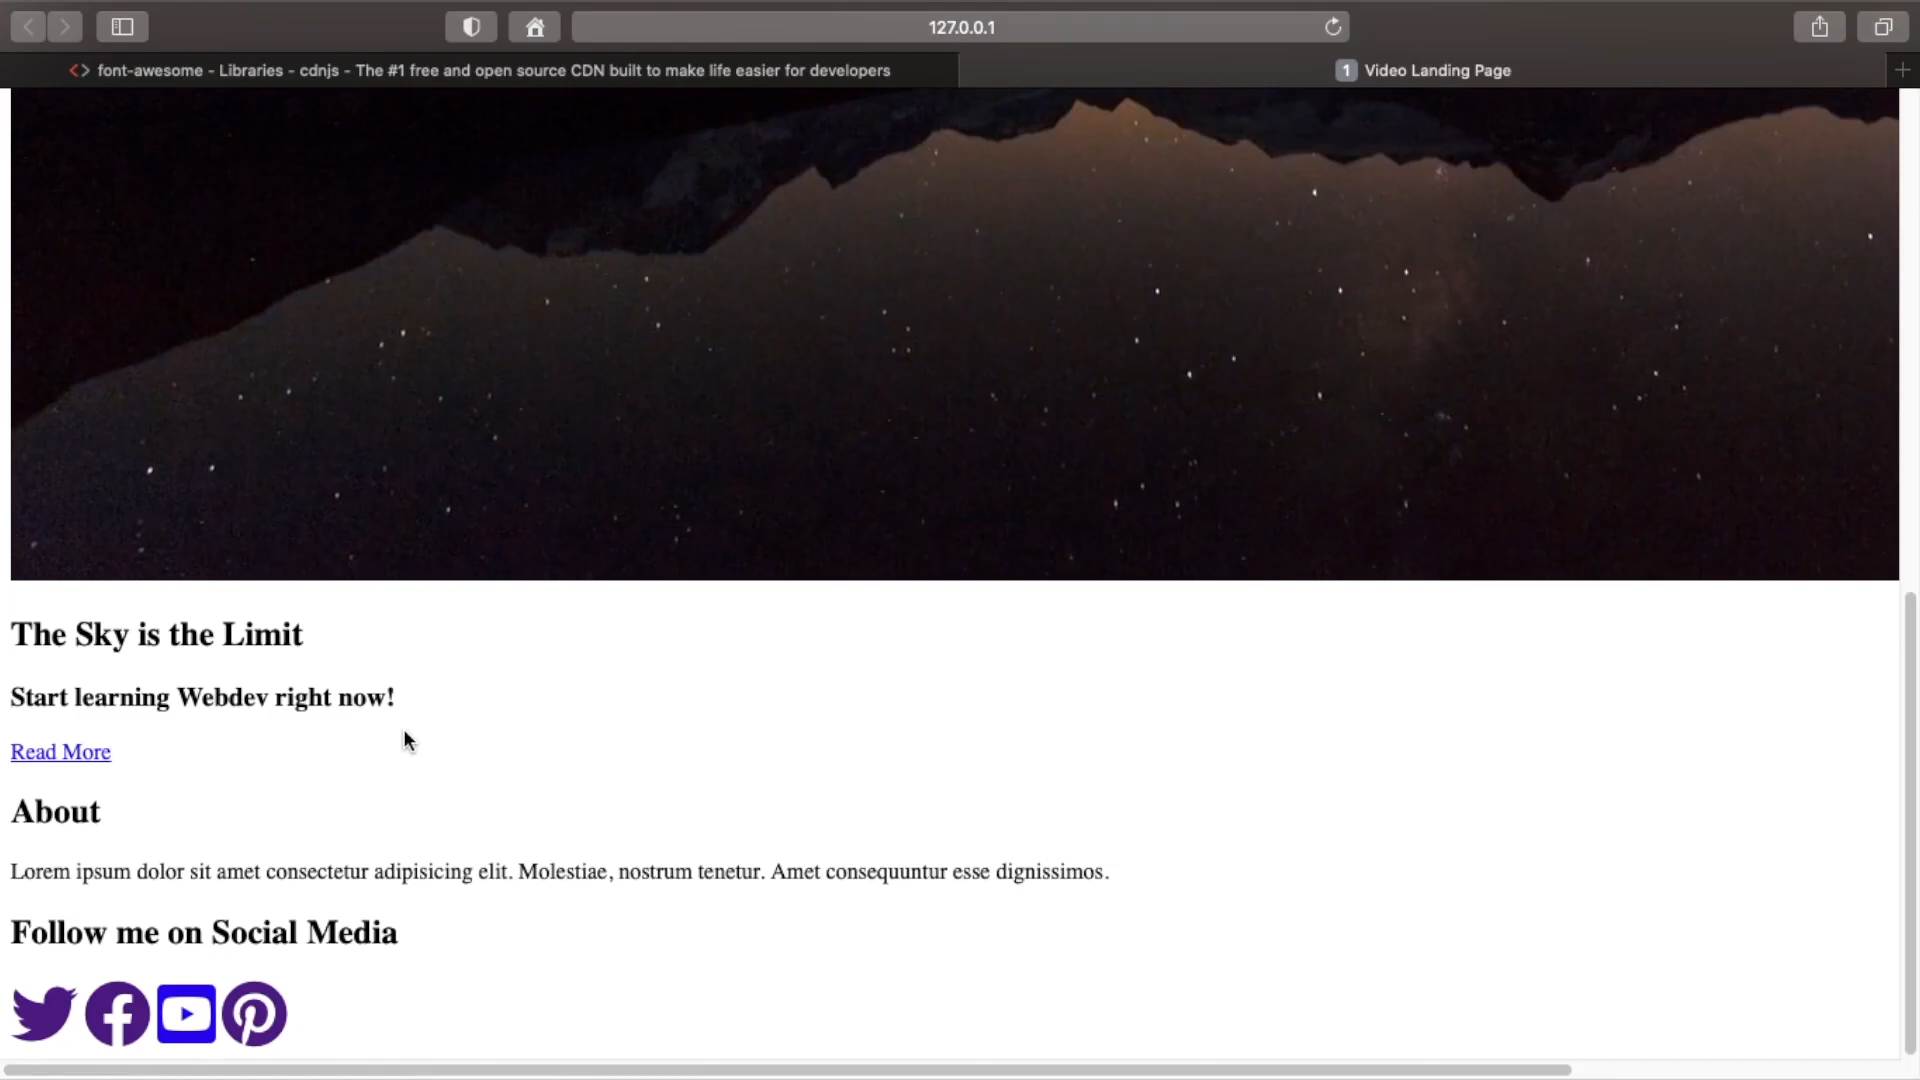 127.0.0.1
<> font-awesome - Libraries - cdnjs - The #1 free and open source CDN built to make life easier for developers
1 Video Landing Page
The Sky is the Limit
Start learning Webdev right now!
Read More
About
Lorem ipsum dolor sit amet consectetur adipisicing elit. Molestiae, nostrum tenetur. Amet consequuntur esse dignissimos.
Follow me on Social Media